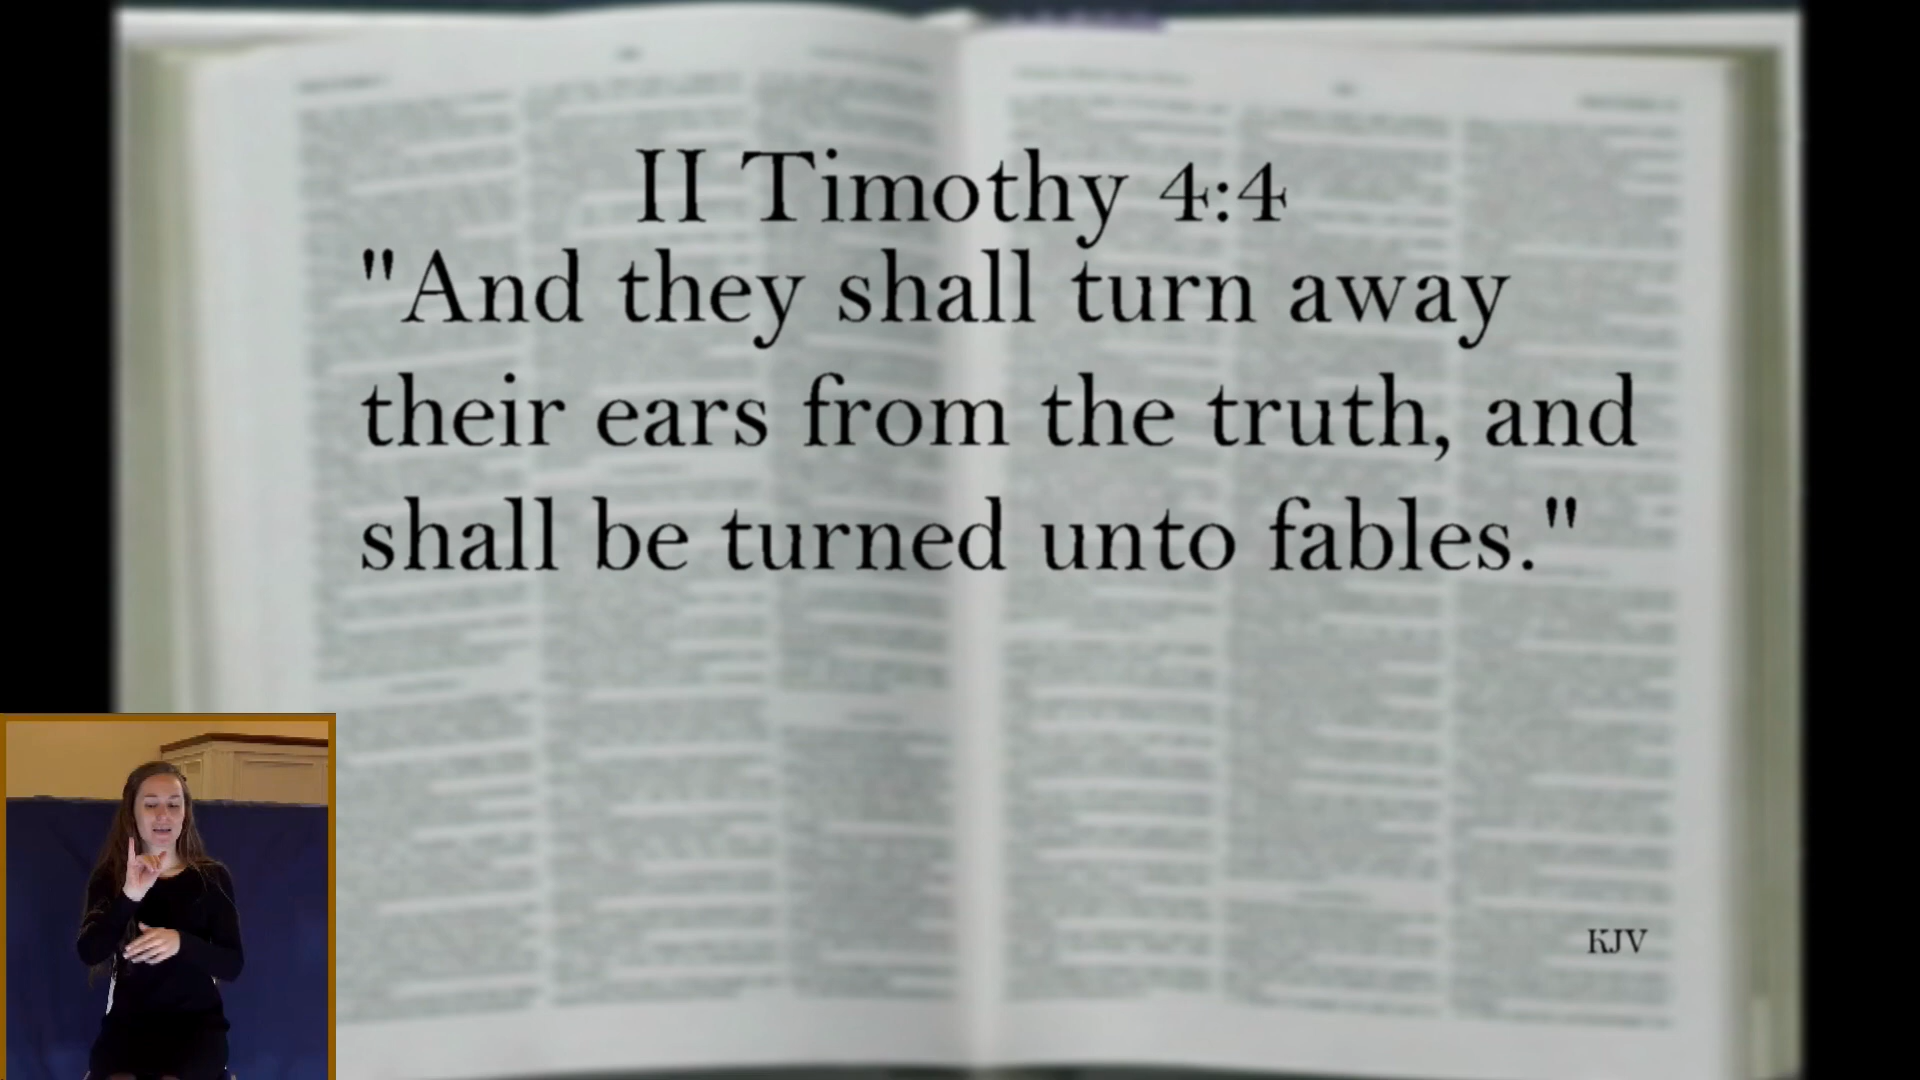 II Timothy 4:4
"And they shall turn away
their ears from the truth, and
shall be turned unto fables."
KJV